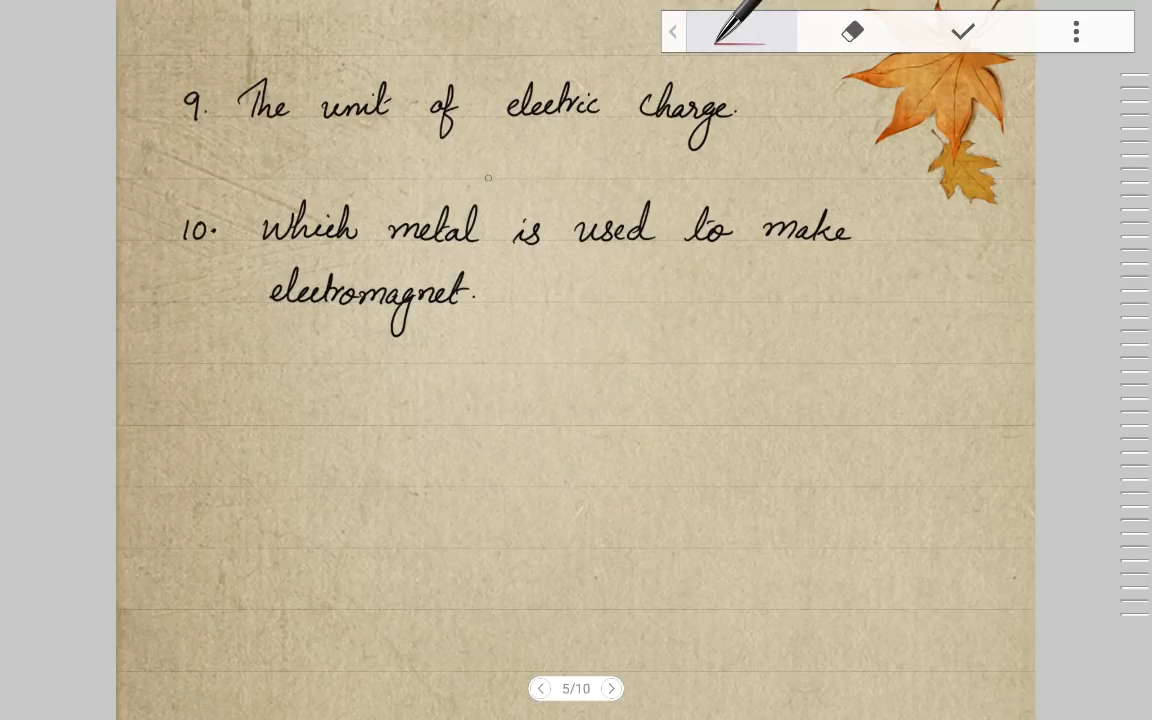 9. The unit of electric charge.
10. Which metal is used to make
electromagnet.
5/10